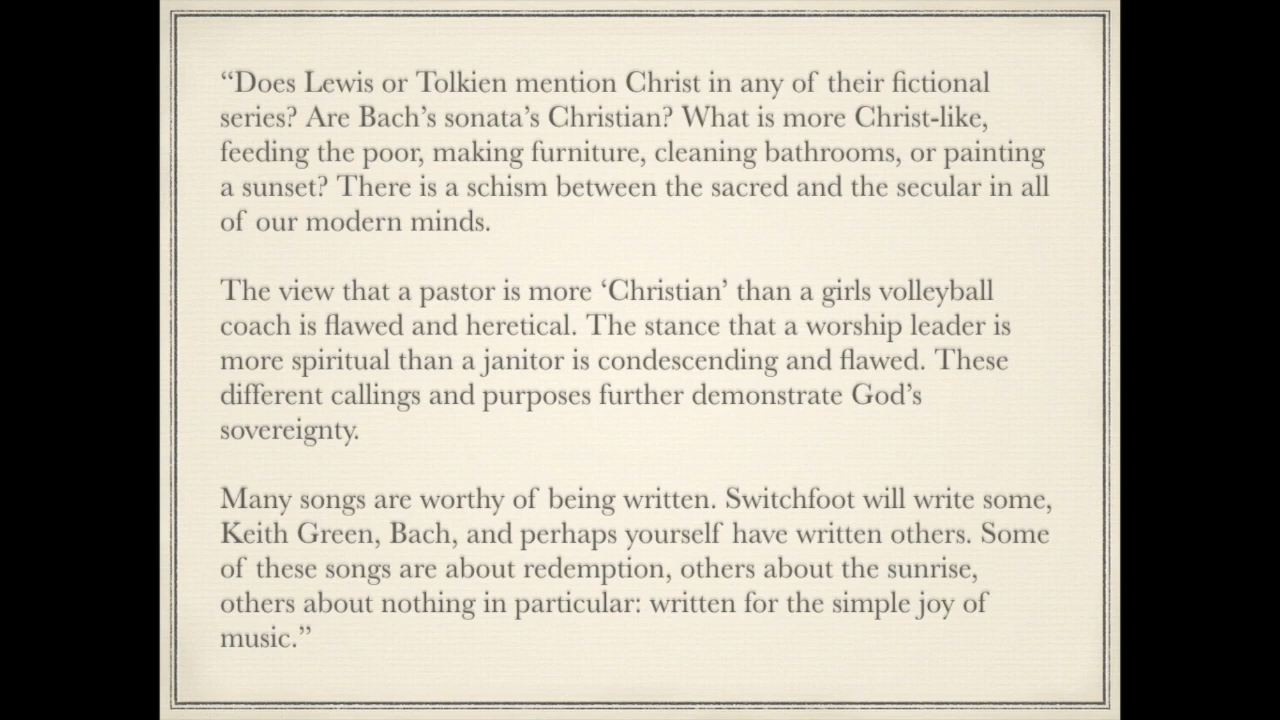 “Does Lewis or Tolkien mention Christ in any of their fictional
series? Are Bach’s sonata’s Christian? What is more Christ-like,
feeding the poor, making furniture, cleaning bathrooms, or painting
a sunset? There is a schism between the sacred and the secular in all
of our modern minds.
The view that a pastor is more ‘Christian’ than a girls volleyball
coach is flawed and heretical. The stance that a worship leader is
more spiritual than a janitor is condescending and flawed. These
different callings and purposes further demonstrate God’s
sovereignty.
Many songs are worthy of being written. Switchfoot will write some,
Keith Green, Bach, and perhaps yourself have written others. Some
of these songs are about redemption, others about the sunrise,
others about nothing in particular: written for the simple joy of
music.”